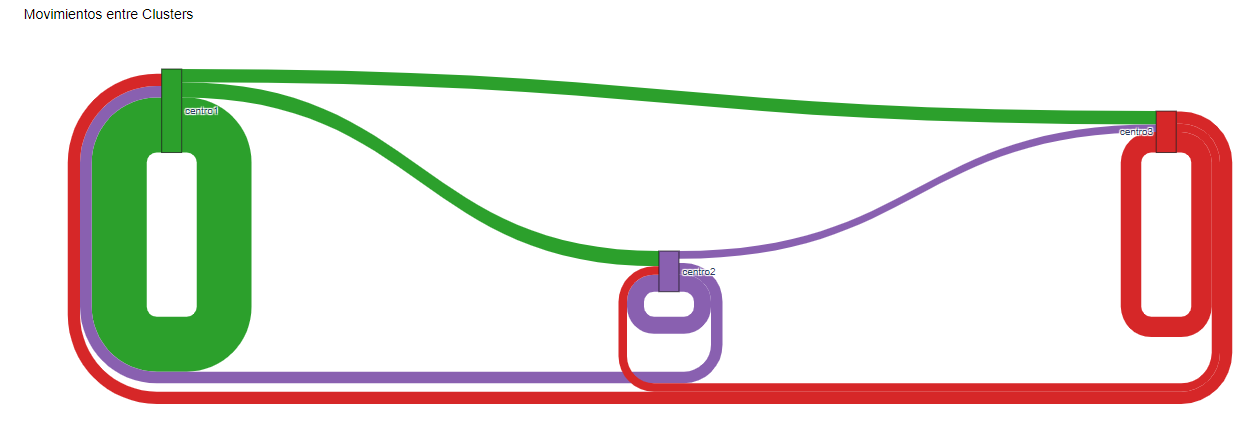 Movimientos entre Clusters
centro1
centro3
centro2